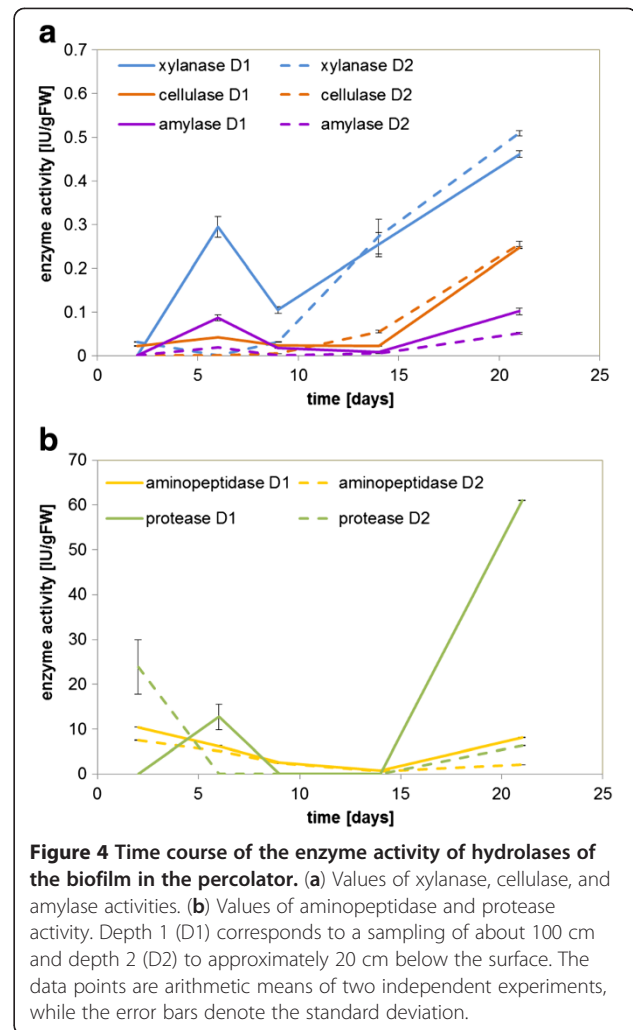 a
0.7
0.6
0.5
0.4
0.3
0.2
0.1
0
enzyme activity [IU/gFW]
xylanase D1 xylanase D2
cellulase D1 cellulase D2
amylase D1 amylase D2
0 5 10 15 20 25
time [days]
b
70
60
50
40
30
20
10
0
enzyme activity [IU/gFW]
aminopeptidase D1 aminopeptidase D2
protease D1 protease D2
0 5 10 15 20 25
time [days]
Figure 4 Time course of the enzyme activity of hydrolases of
the biofilm in the percolator. (a) Values of xylanase, cellulase, and
amylase activities. (b) Values of aminopeptidase and protease
activity. Depth 1 (D1) corresponds to a sampling of about 100 cm
and depth 2 (D2) to approximately 20 cm below the surface. The
data points are arithmetic means of two independent experiments,
while the error bars denote the standard deviation.